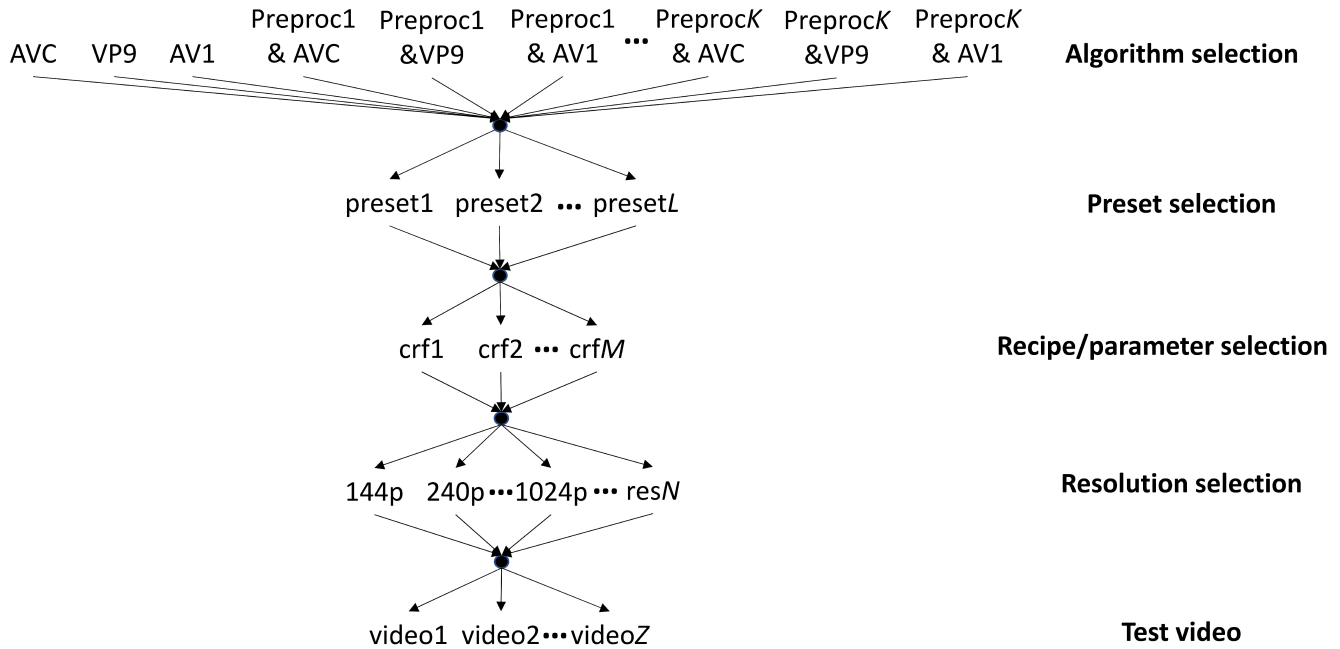 Preproc1 Preproc1 Preproc1 PreprocK PreprocK PreprocK
AVC VP9 AV1 & AVC &VP9 & AV1 ••• & AVC &VP9 & AV1 Algorithm selection
preset1 preset2 ••• presetL Preset selection
crf1 crf2 ••• crfM Recipe/parameter selection
144p 240p•••1024p ••• resN Resolution selection
video1 video2•••videoZ Test video